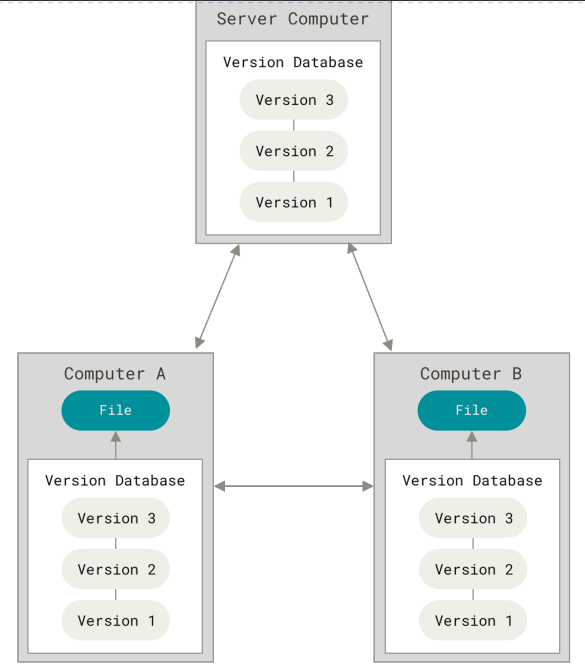 Server Computer
Version Database
Version 3
Version 2
Version 1
Computer A
File
Version Database
Version 3
Version 2
Version 1
Computer B
File
Version Database
Version 3
Version 2
Version 1